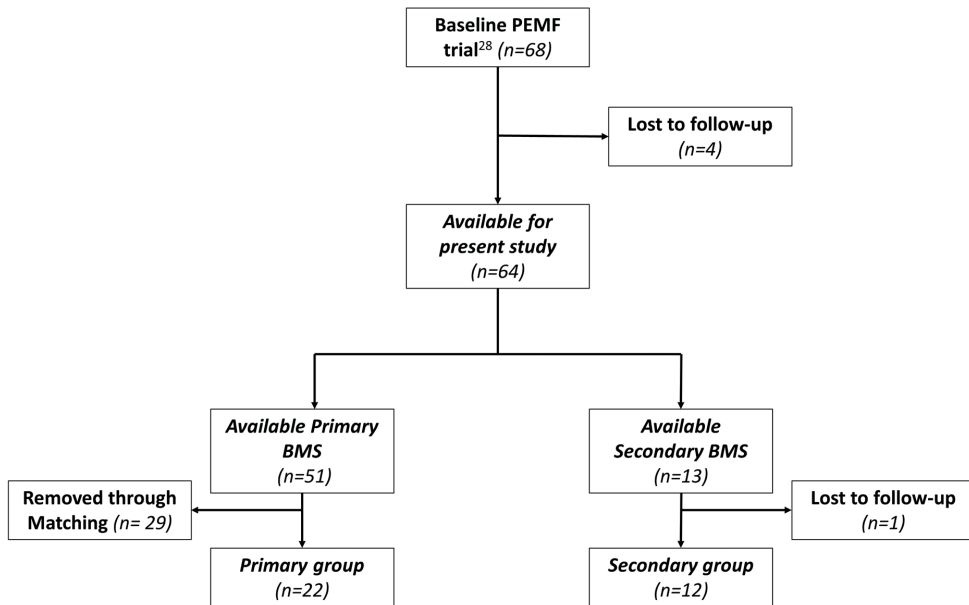 Baseline PEMF
trial²⁸ (n=68)
Lost to follow-up
(n=4)
Available for
present study
(n=64)
Available Primary
BMS
(n=51)
Available
Secondary BMS
(n=13)
Removed through
Matching (n= 29)
Lost to follow-up
(n=1)
Primary group
(n=22)
Secondary group
(n=12)